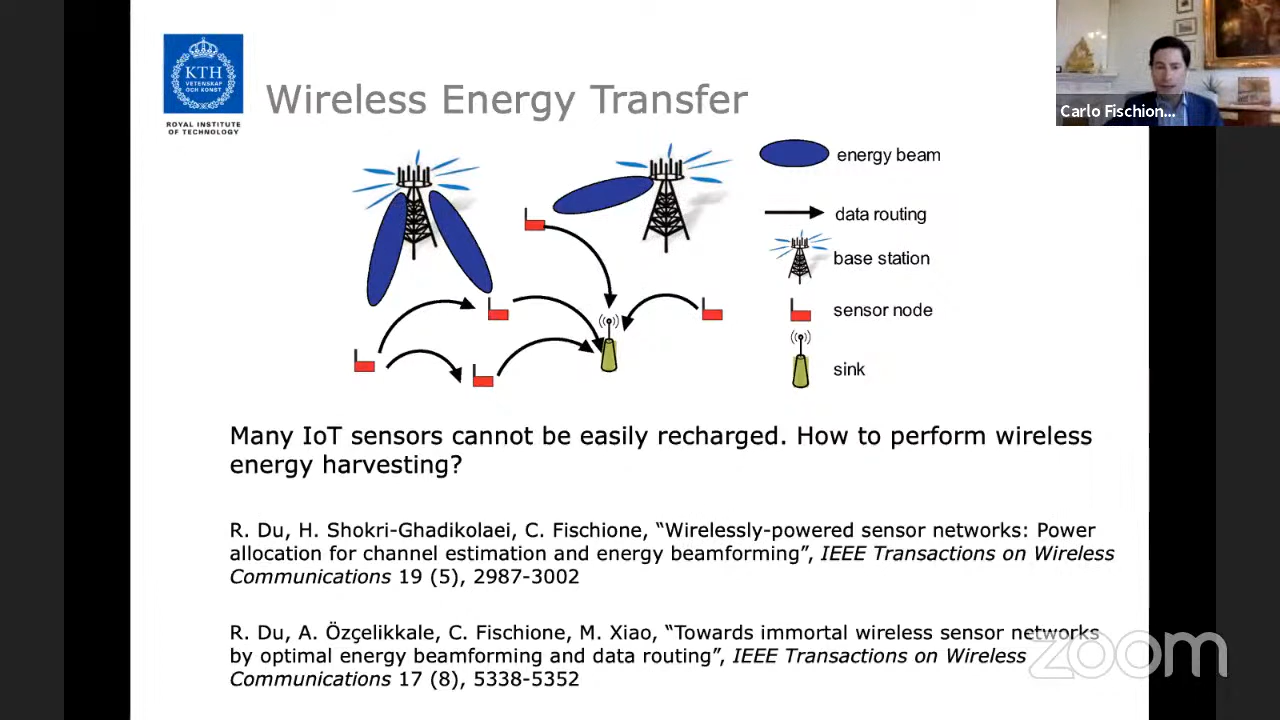 KTH
VETENSKAP
OCH KONST
ROYAL INSTITUTE
OF TECHNOLOGY
Wireless Energy Transfer
Carlo Fischion...
energy beam
data routing
base station
sensor node
sink
Many IoT sensors cannot be easily recharged. How to perform wireless
energy harvesting?
R. Du, H. Shokri-Ghadikolaei, C. Fischione, “Wirelessly-powered sensor networks: Power
allocation for channel estimation and energy beamforming”, IEEE Transactions on Wireless
Communications 19 (5), 2987-3002
R. Du, A. Özçelikkale, C. Fischione, M. Xiao, “Towards immortal wireless sensor networks
by optimal energy beamforming and data routing”, IEEE Transactions on Wireless
Communications 17 (8), 5338-5352
zoom